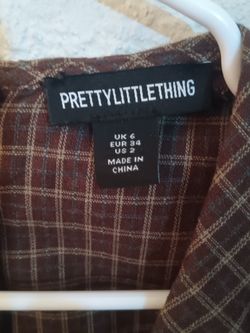 PRETTYLITTLETHING
UK 6
EUR 34
US 2
MADE IN
CHINA